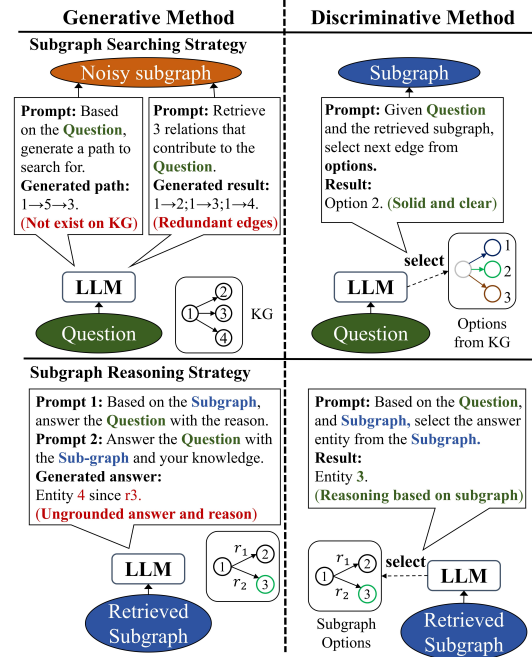 Generative Method
Discriminative Method
Subgraph Searching Strategy
Noisy subgraph
Prompt: Based
on the Question,
generate a path to
search for.
Generated path:
1→5→3.
(Not exist on KG)
Prompt: Retrieve
3 relations that
contribute to the
Question.
Generated result:
1→2;1→3;1→4.
(Redundant edges)
LLM
Question
1
2
3
4
KG
Subgraph
Prompt: Given Question
and the retrieved subgraph,
select next edge from
options.
Result:
Option 2. (Solid and clear)
select
LLM
Question
1
2
3
Options
from KG
Subgraph Reasoning Strategy
Prompt 1: Based on the Subgraph,
answer the Question with the reason.
Prompt 2: Answer the Question with
the Sub-graph and your knowledge.
Generated answer:
Entity 4 since r3.
(Ungrounded answer and reason)
LLM
Retrieved
Subgraph
1
r₁
2
r₂
3
Prompt: Based on the Question,
and Subgraph, select the answer
entity from the Subgraph.
Result:
Entity 3.
(Reasoning based on subgraph)
1
r₁
2
r₂
3
Subgraph
Options
select
LLM
Retrieved
Subgraph